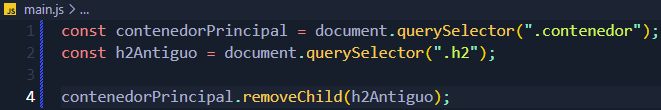 JS main.js > ...
1 const contenedorPrincipal = document.querySelector(".contenedor");
2 const h2Antiguo = document.querySelector(".h2");
3
4 contenedorPrincipal.removeChild(h2Antiguo);